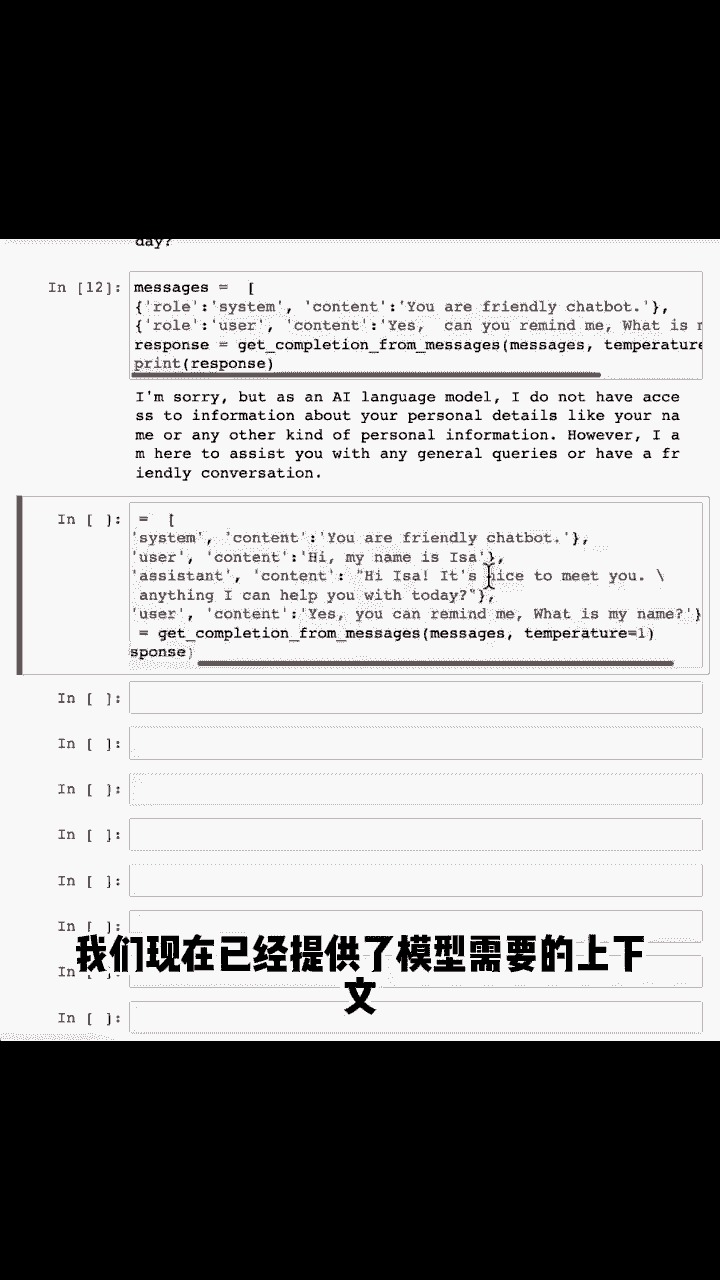 day?
In [12]: messages =  [
{'role':'system', 'content':'You are friendly chatbot.'},
{'role':'user', 'content':'Yes,  can you remind me, What is
response = get_completion_from_messages(messages, temperature
print(response)
I'm sorry, but as an AI language model, I do not have acce
ss to information about your personal details like your na
me or any other kind of personal information. However, I a
m here to assist you with any general queries or have a fr
iendly conversation.
In [ ]: =  [
'system', 'content':'You are friendly chatbot.'},
'user', 'content':'Hi, my name is Isa'},
'assistant', 'content': "Hi Isa! It's nice to meet you. \
anything I can help you with today?"},
'user', 'content':'Yes, you can remind me, What is my name?'}
= get_completion_from_messages(messages, temperature=1)
sponse)
In [ ]:
In [ ]:
In [ ]:
In [ ]:
In [ ]:
In [ ]:
我们现在已经提供了模型需要的上下
In [ ]:
文
In [ ]: